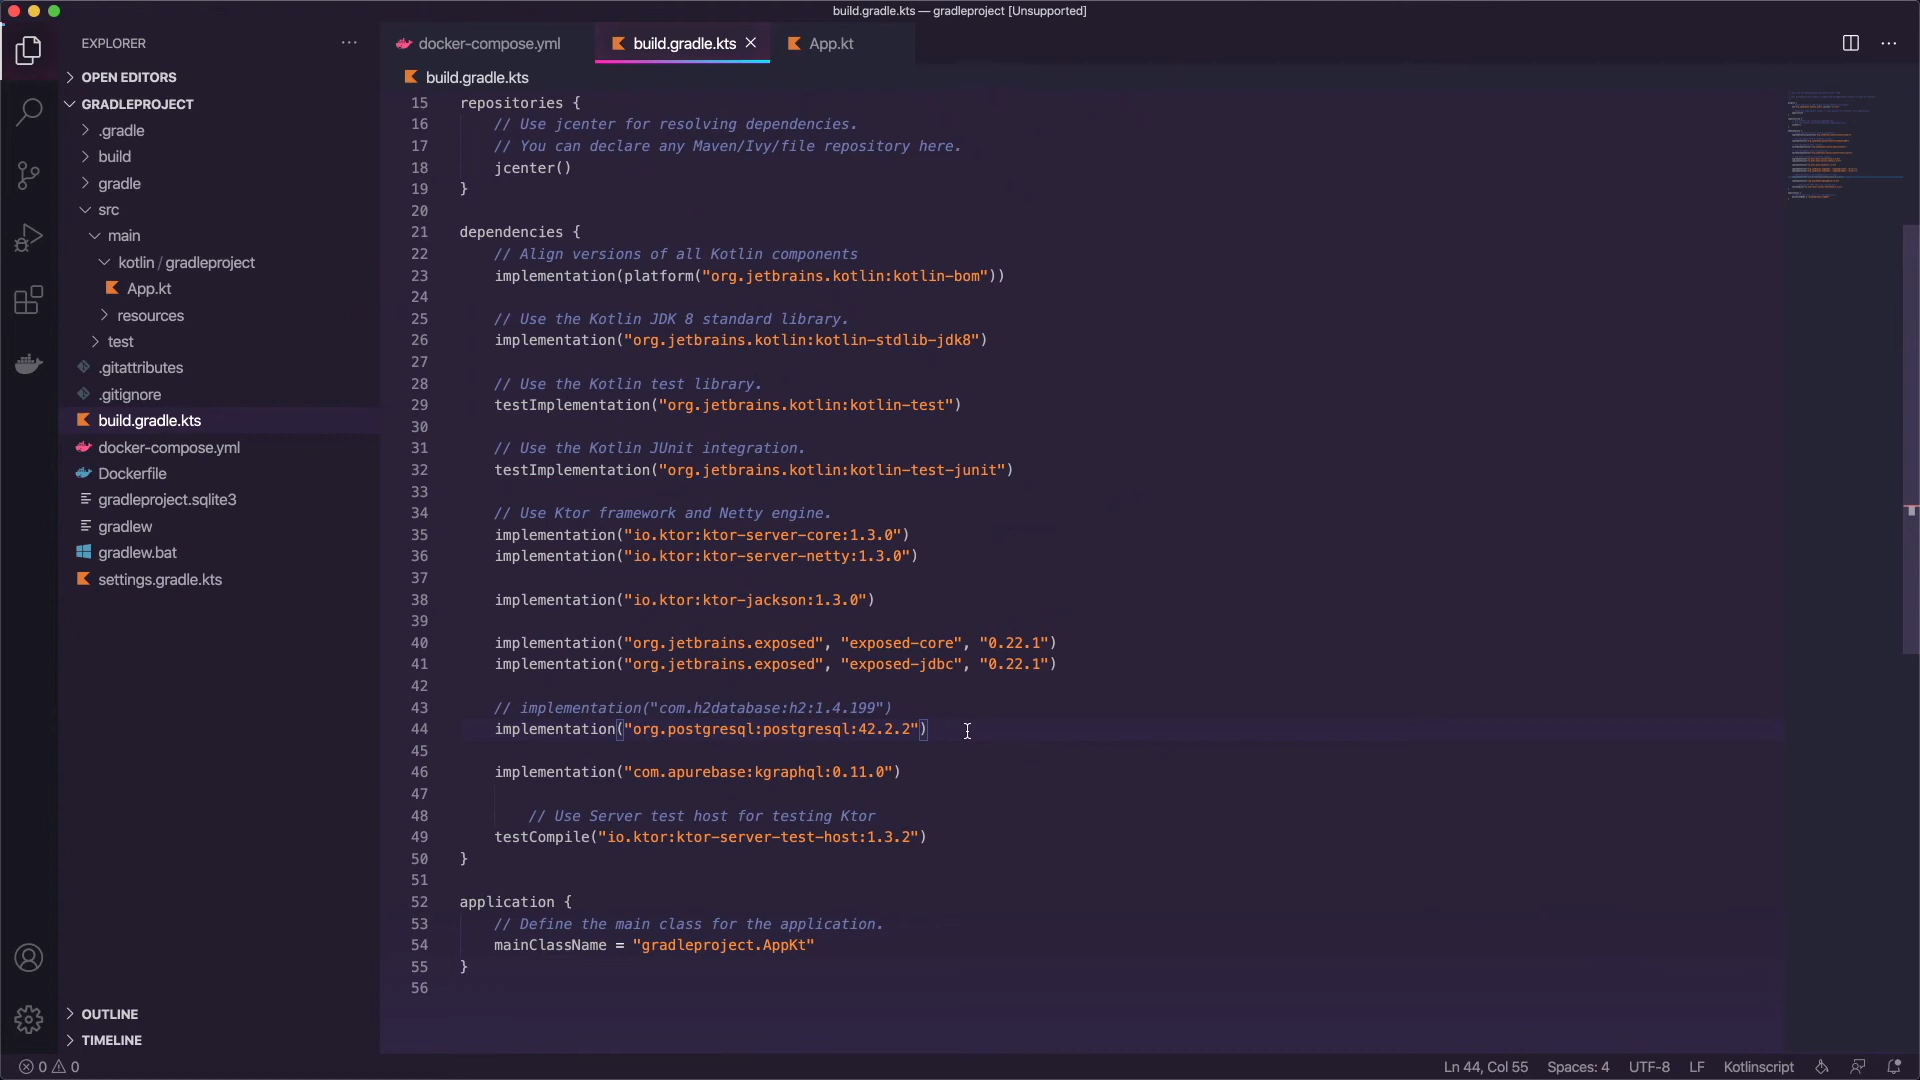 build.gradle.kts — gradleproject [Unsupported]
EXPLORER
docker-compose.yml
build.gradle.kts
App.kt
OPEN EDITORS
GRADLEPROJECT
.gradle
build
gradle
src
main
kotlin / gradleproject
App.kt
resources
test
.gitattributes
.gitignore
build.gradle.kts
docker-compose.yml
Dockerfile
gradleproject.sqlite3
gradlew
gradlew.bat
settings.gradle.kts
OUTLINE
TIMELINE
build.gradle.kts
15 repositories {
16 // Use jcenter for resolving dependencies.
17 // You can declare any Maven/Ivy/file repository here.
18 jcenter()
19 }
20
21 dependencies {
22 // Align versions of all Kotlin components
23 implementation(platform("org.jetbrains.kotlin:kotlin-bom"))
24
25 // Use the Kotlin JDK 8 standard library.
26 implementation("org.jetbrains.kotlin:kotlin-stdlib-jdk8")
27
28 // Use the Kotlin test library.
29 testImplementation("org.jetbrains.kotlin:kotlin-test")
30
31 // Use the Kotlin JUnit integration.
32 testImplementation("org.jetbrains.kotlin:kotlin-test-junit")
33
34 // Use Ktor framework and Netty engine.
35 implementation("io.ktor:ktor-server-core:1.3.0")
36 implementation("io.ktor:ktor-server-netty:1.3.0")
37
38 implementation("io.ktor:ktor-jackson:1.3.0")
39
40 implementation("org.jetbrains.exposed", "exposed-core", "0.22.1")
41 implementation("org.jetbrains.exposed", "exposed-jdbc", "0.22.1")
42
43 // implementation("com.h2database:h2:1.4.199")
44 implementation("org.postgresql:postgresql:42.2.2")
45
46 implementation("com.apurebase:kgraphql:0.11.0")
47
48 // Use Server test host for testing Ktor
49 testCompile("io.ktor:ktor-server-test-host:1.3.2")
50 }
51
52 application {
53 // Define the main class for the application.
54 mainClassName = "gradleproject.AppKt"
55 }
56
0 0
Ln 44, Col 55 Spaces: 4 UTF-8 LF Kotlinscript